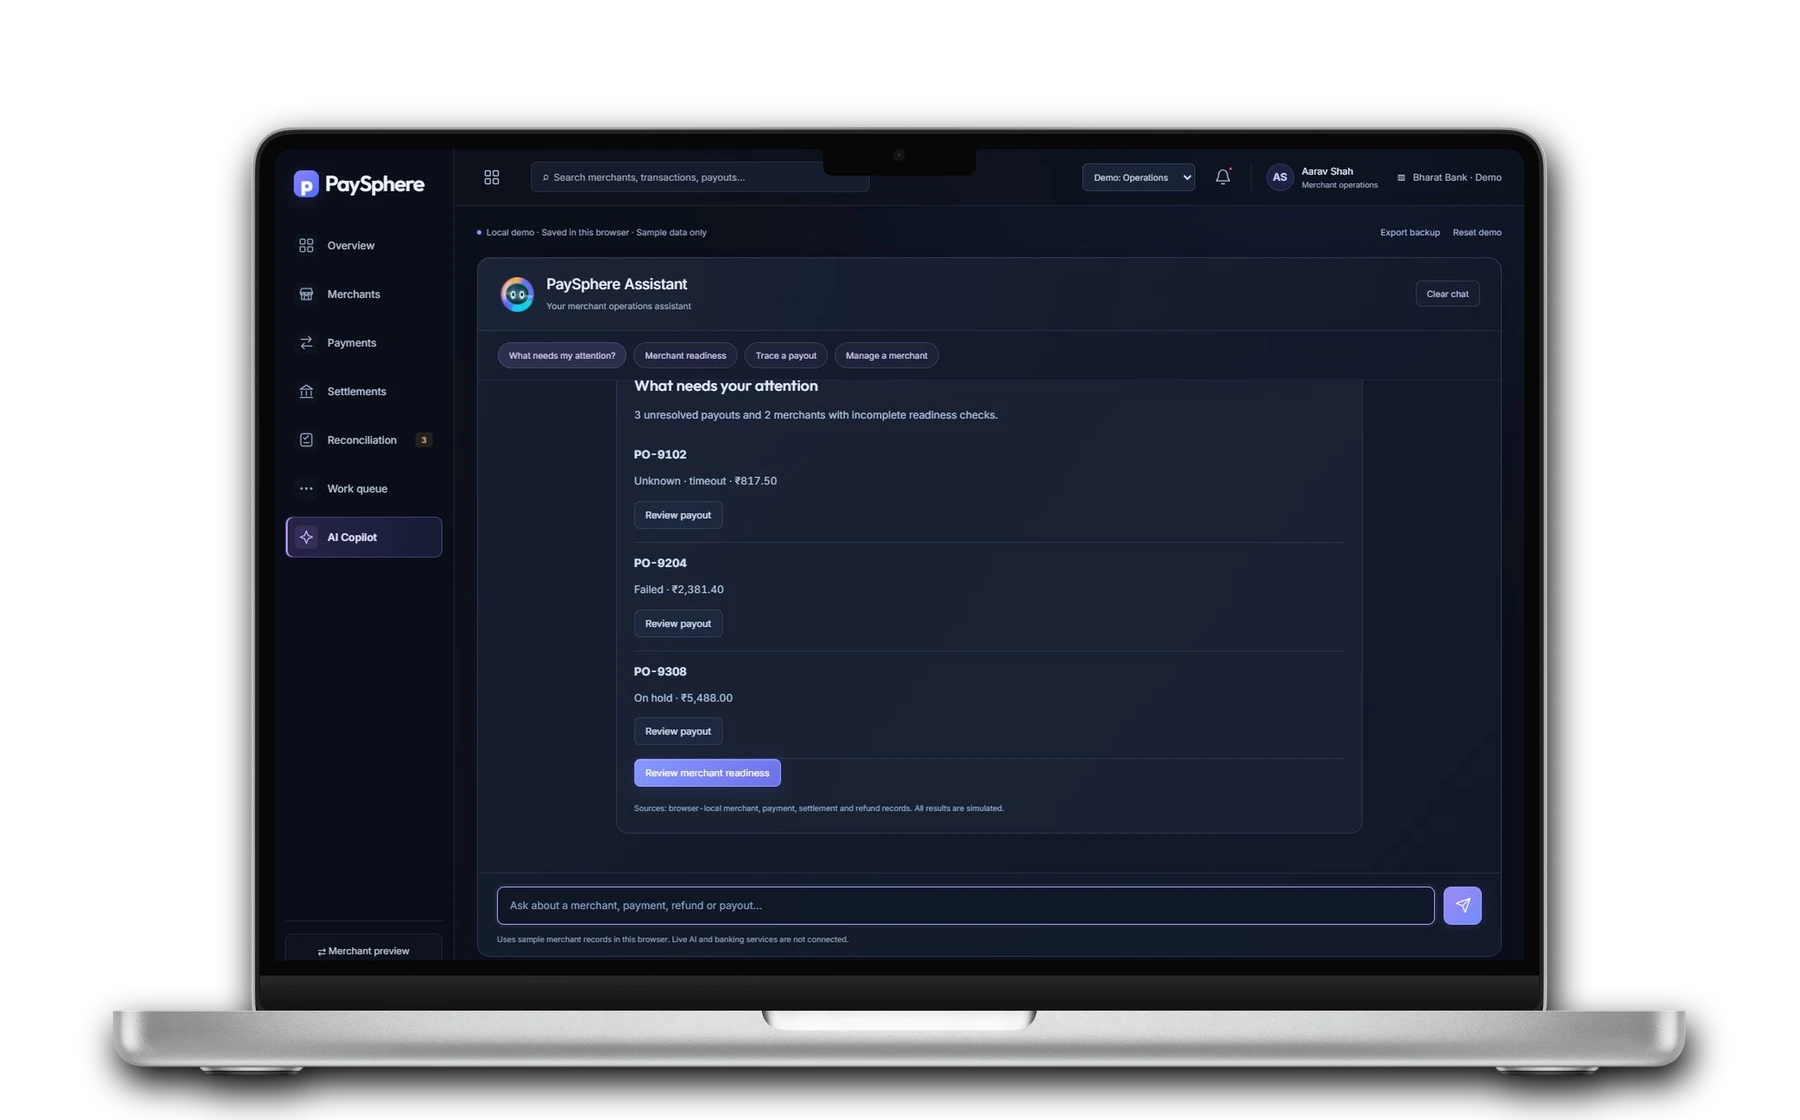 PaySphere
Search merchants, transactions, payouts...
Demo: Operations
AS
Aarav Shah
Merchant operations
Bharat Bank · Demo
Overview
Merchants
Payments
Settlements
Reconciliation 3
Work queue
AI Copilot
⇄ Merchant preview
Local demo · Saved in this browser · Sample data only
Export backup
Reset demo
PaySphere Assistant
Your merchant operations assistant
Clear chat
What needs my attention?
Merchant readiness
Trace a payout
Manage a merchant
What needs your attention
3 unresolved payouts and 2 merchants with incomplete readiness checks.
PO-9102
Unknown · timeout · ₹817.50
Review payout
PO-9204
Failed · ₹2,381.40
Review payout
PO-9308
On hold · ₹5,488.00
Review payout
Review merchant readiness
Sources: browser-local merchant, payment, settlement and refund records. All results are simulated.
Ask about a merchant, payment, refund or payout...
Uses sample merchant records in this browser. Live AI and banking services are not connected.